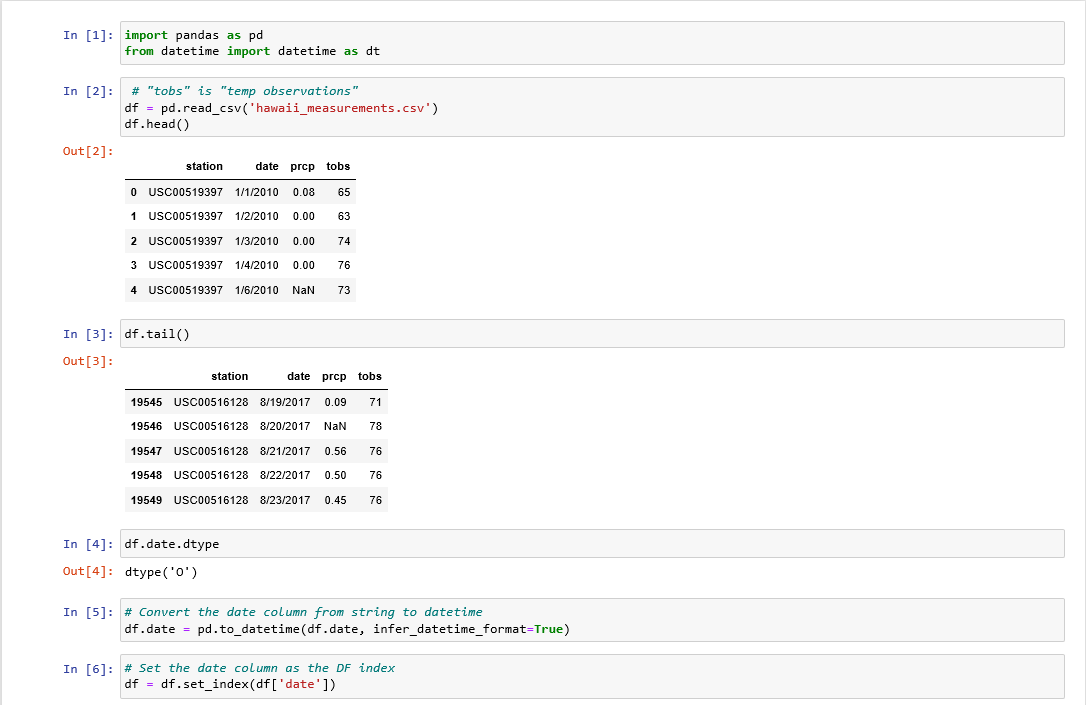 In [1]: import pandas as pd
from datetime import datetime as dt
In [2]: # "tobs" is "temp observations"
df = pd.read_csv('hawaii_measurements.csv')
df.head()
Out[2]:
station date prcp tobs
0 USC00519397 1/1/2010 0.08 65
1 USC00519397 1/2/2010 0.00 63
2 USC00519397 1/3/2010 0.00 74
3 USC00519397 1/4/2010 0.00 76
4 USC00519397 1/6/2010 NaN 73
In [3]: df.tail()
Out[3]:
station date prcp tobs
19545 USC00516128 8/19/2017 0.09 71
19546 USC00516128 8/20/2017 NaN 78
19547 USC00516128 8/21/2017 0.56 76
19548 USC00516128 8/22/2017 0.50 76
19549 USC00516128 8/23/2017 0.45 76
In [4]: df.date.dtype
Out[4]: dtype('O')
In [5]: # Convert the date column from string to datetime
df.date = pd.to_datetime(df.date, infer_datetime_format=True)
In [6]: # Set the date column as the DF index
df = df.set_index(df['date'])